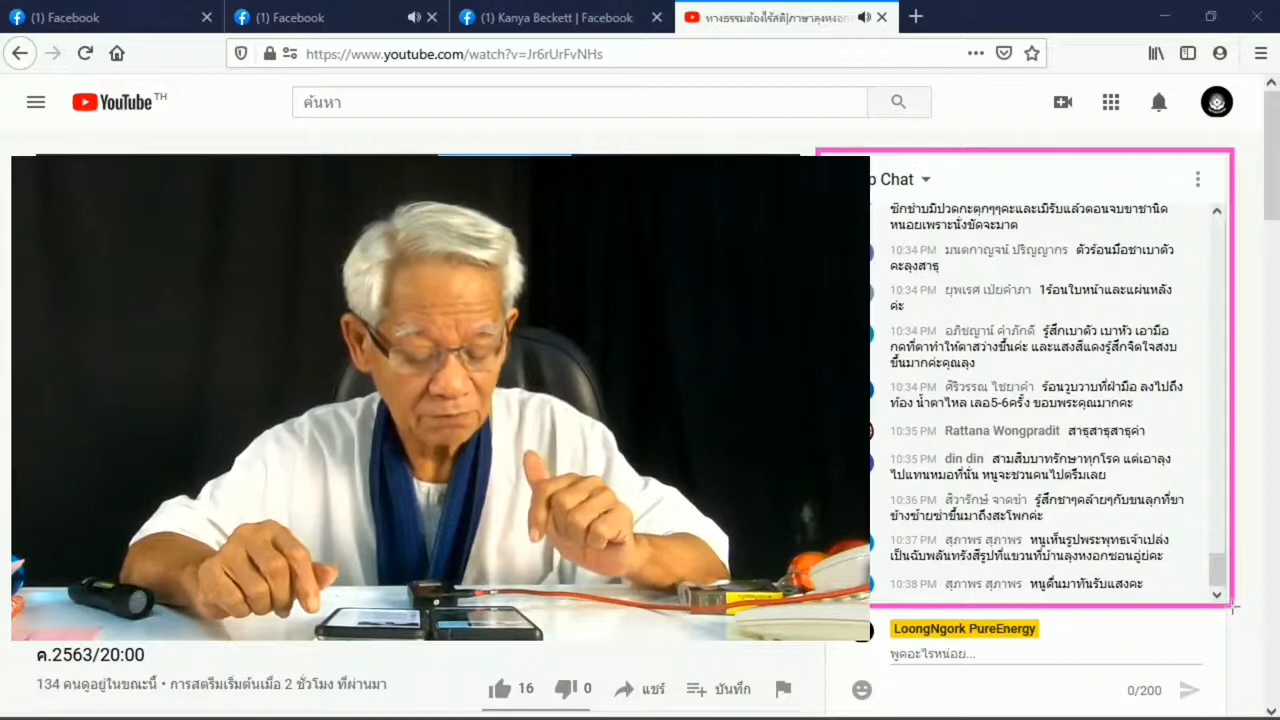 (1) Facebook
(1) Facebook
(1) Kanya Beckett | Facebook
ทางธรรมต้องไร้สติ|ภาษาลุงหงอก
https://www.youtube.com/watch?v=Jr6rUrFvNHs
YouTube TH
ค้นหา
Chat
ซิกซ่าบมีปวดกะตุกๆๆคะและเมิรับแล้วตอนจบขาชานิด
หนอยเพราะนั่งขัดจะมาด
10:34 PM มนตกาญจน์ ปริญญากร ตัวร้อนมือชาเบาตัว
คะลุงสาธุ
10:34 PM ยุพเรศ เปียคำภา 1ร้อนใบหน้าและแผ่นหลัง
ค่ะ
10:34 PM อภิชญาน์ คำภักดี รู้สึกเบาตัว เบาหัว เอามือ
กดที่ตาทำให้ตาสว่างขึ้นค่ะ และแสงสีแดงรู้สึกจิตใจสงบ
ขึ้นมากค่ะคุณลุง
10:34 PM ศิริวรรณ ไชยาคำ ร้อนวูบวาบที่ฝ่ามือ ลงไปถึง
ท้อง น้ำตาไหล เลอ5-6ครั้ง ขอบพระคุณมากคะ
10:35 PM Rattana Wongpradit สาธุสาธุสาธุค่า
10:35 PM din din สามสิบบาทรักษาทุกโรค แต่เอาลุง
ไปแทนหมอที่นั่น หนูจะชวนคนไปตรึมเลย
10:36 PM สิวารักษ์ จาดขำ รู้สึกชาๆคล้ายๆกับขนลุกที่ขา
ข้างซ้ายซ่าขึ้นมาถึงสะโพกค่ะ
10:37 PM สุภาพร สุภาพร หนูเห็นรูปพระพุทธเจ้าเปล่ง
เป็นฉับพลันทรังสีรูปที่แขวนที่บ้านลุงหงอกซอนอู่ยู่คะ
10:38 PM สุภาพร สุภาพร หนูตื่นมาทันรับแสงคะ
LoongNgork PureEnergy
พูดอะไรหน่อย...
0/200
ค.2563/20:00
134 คนดูอยู่ในขณะนี้ • การสตรีมเริ่มต้นเมื่อ 2 ชั่วโมง ที่ผ่านมา
16
0
แชร์
บันทึก